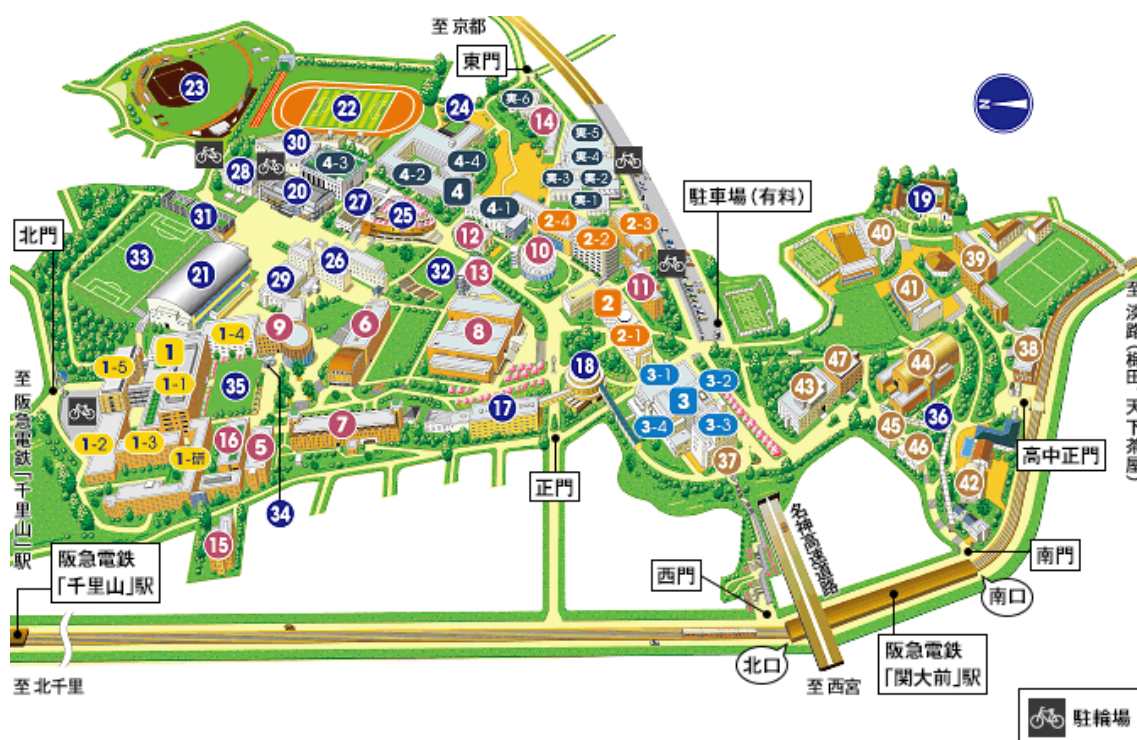 至 京都
東門
23
22
24
実-6
14
30
実-5
28
4-3
4-4
実-4
20
4-2
4
実-3
実-2
31
27
25
4-1
実-1
駐車場(有料)
19
北門
12
2-4
2-3
40
33
10
2-2
39
21
29
26
32
13
11
41
至 淡路(梅田 天下茶屋)
9
6
8
2
1-4
2-1
38
1
18
47
44
1-5
3-1
3-2
43
1-1
35
3
36
至 阪急電鉄「千里山」駅
17
3-4
3-3
45
1-2
1-3
16
5
7
46
高中正門
1-研
37
42
正門
34
名神高速道路
15
南門
阪急電鉄
「千里山」駅
西門
南口
北口
阪急電鉄
「関大前」駅
至 北千里
至 西宮
駐輪場
N